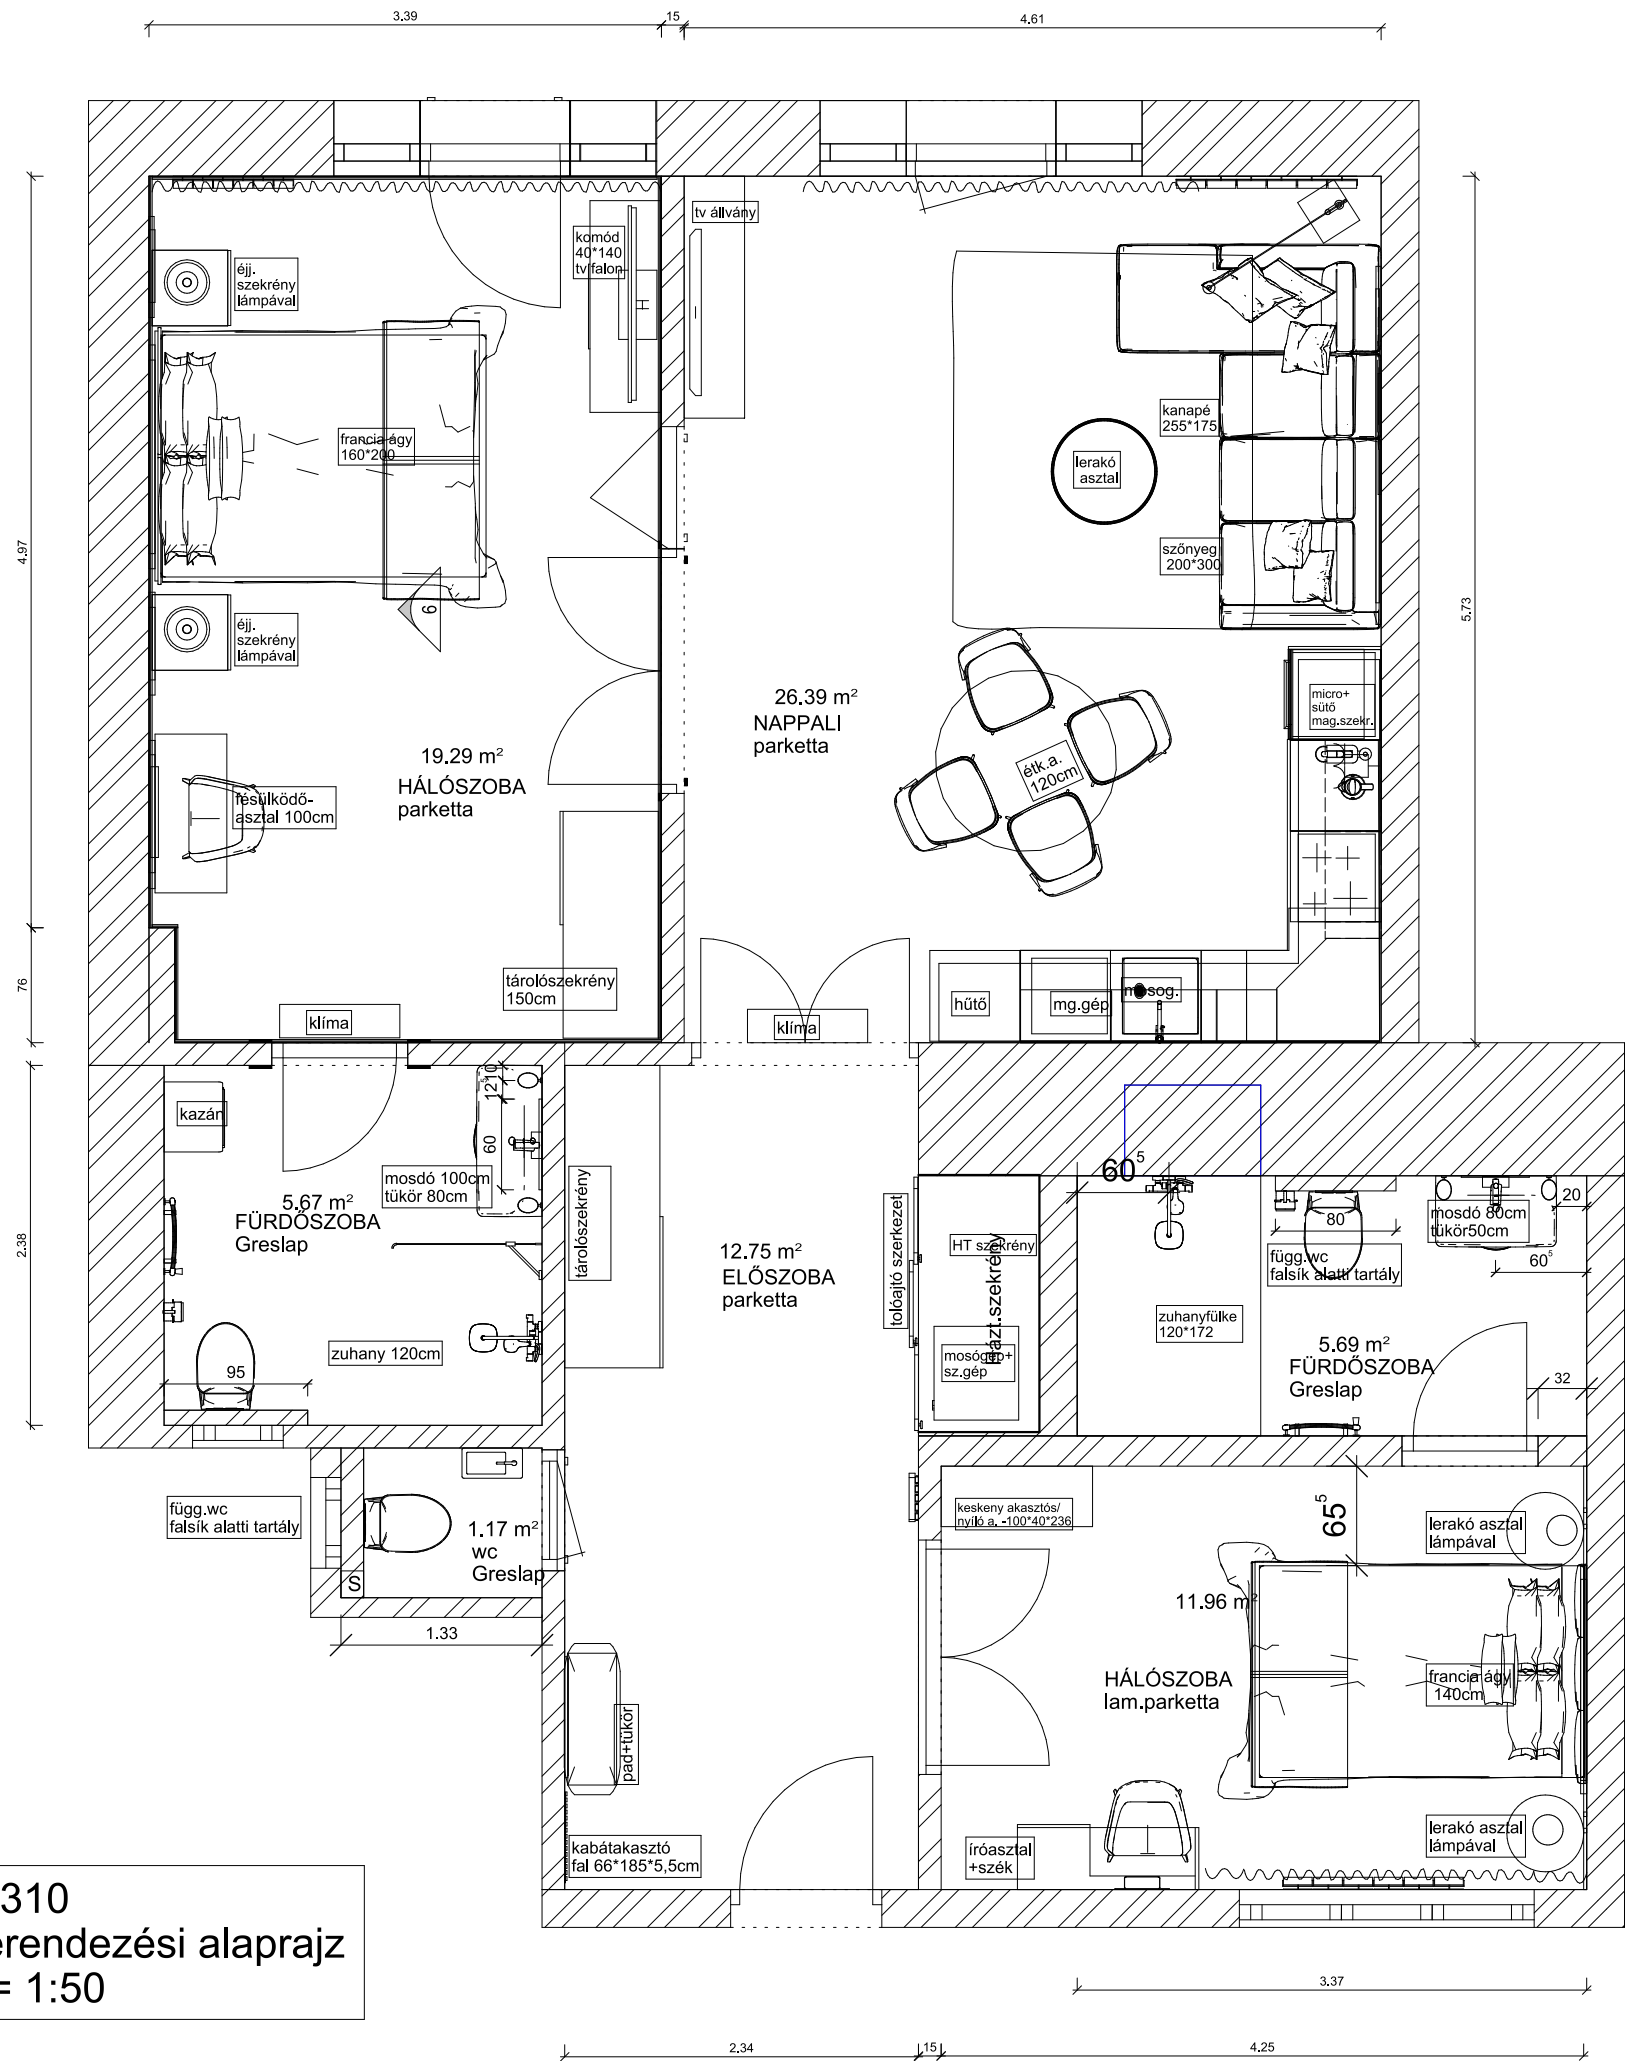 3.39
15
4.61
tv állvány
komód
40*140
tv falon
éjj.
szekrény
lámpával
francia ágy
160*200
kanapé
255*175
lerakó
asztal
szőnyeg
200*300
4.97
5.73
6
éjj.
szekrény
lámpával
26.39 m²
NAPPALI
parketta
micro+
sütő
mag.szekr.
étk.a.
120cm
19.29 m²
HÁLÓSZOBA
parketta
fésülködő-
asztal 100cm
76
tárolószekrény
150cm
klíma
klíma
hűtő
mg.gép
mosog.
kazán
10
12⁵
60
mosdó 100cm
tükör 80cm
5.67 m²
FÜRDŐSZOBA
Greslap
2.38
tárolószekrény
zuhany 120cm
95
12.75 m²
ELŐSZOBA
parketta
tolóajtó szerkezet
HT szekrény
Házt.szekrény
mosógép+
sz.gép
60⁵
80
függ.wc
falsík alatti tartály
mosdó 80cm
tükör50cm
20
60⁵
zuhanyfülke
120*172
5.69 m²
FÜRDŐSZOBA
Greslap
32
függ.wc
falsík alatti tartály
1.17 m²
wc
Greslap
S
1.33
keskeny akasztós/
nyíló a. -100*40*236
65⁵
lerakó asztal
lámpával
11.96 m²
HÁLÓSZOBA
lam.parketta
francia ágy
140cm
pad+tükör
kabátakasztó
fal 66*185*5,5cm
íróasztal
+szék
lerakó asztal
lámpával
310
erendezési alaprajz
= 1:50
3.37
2.34
15
4.25